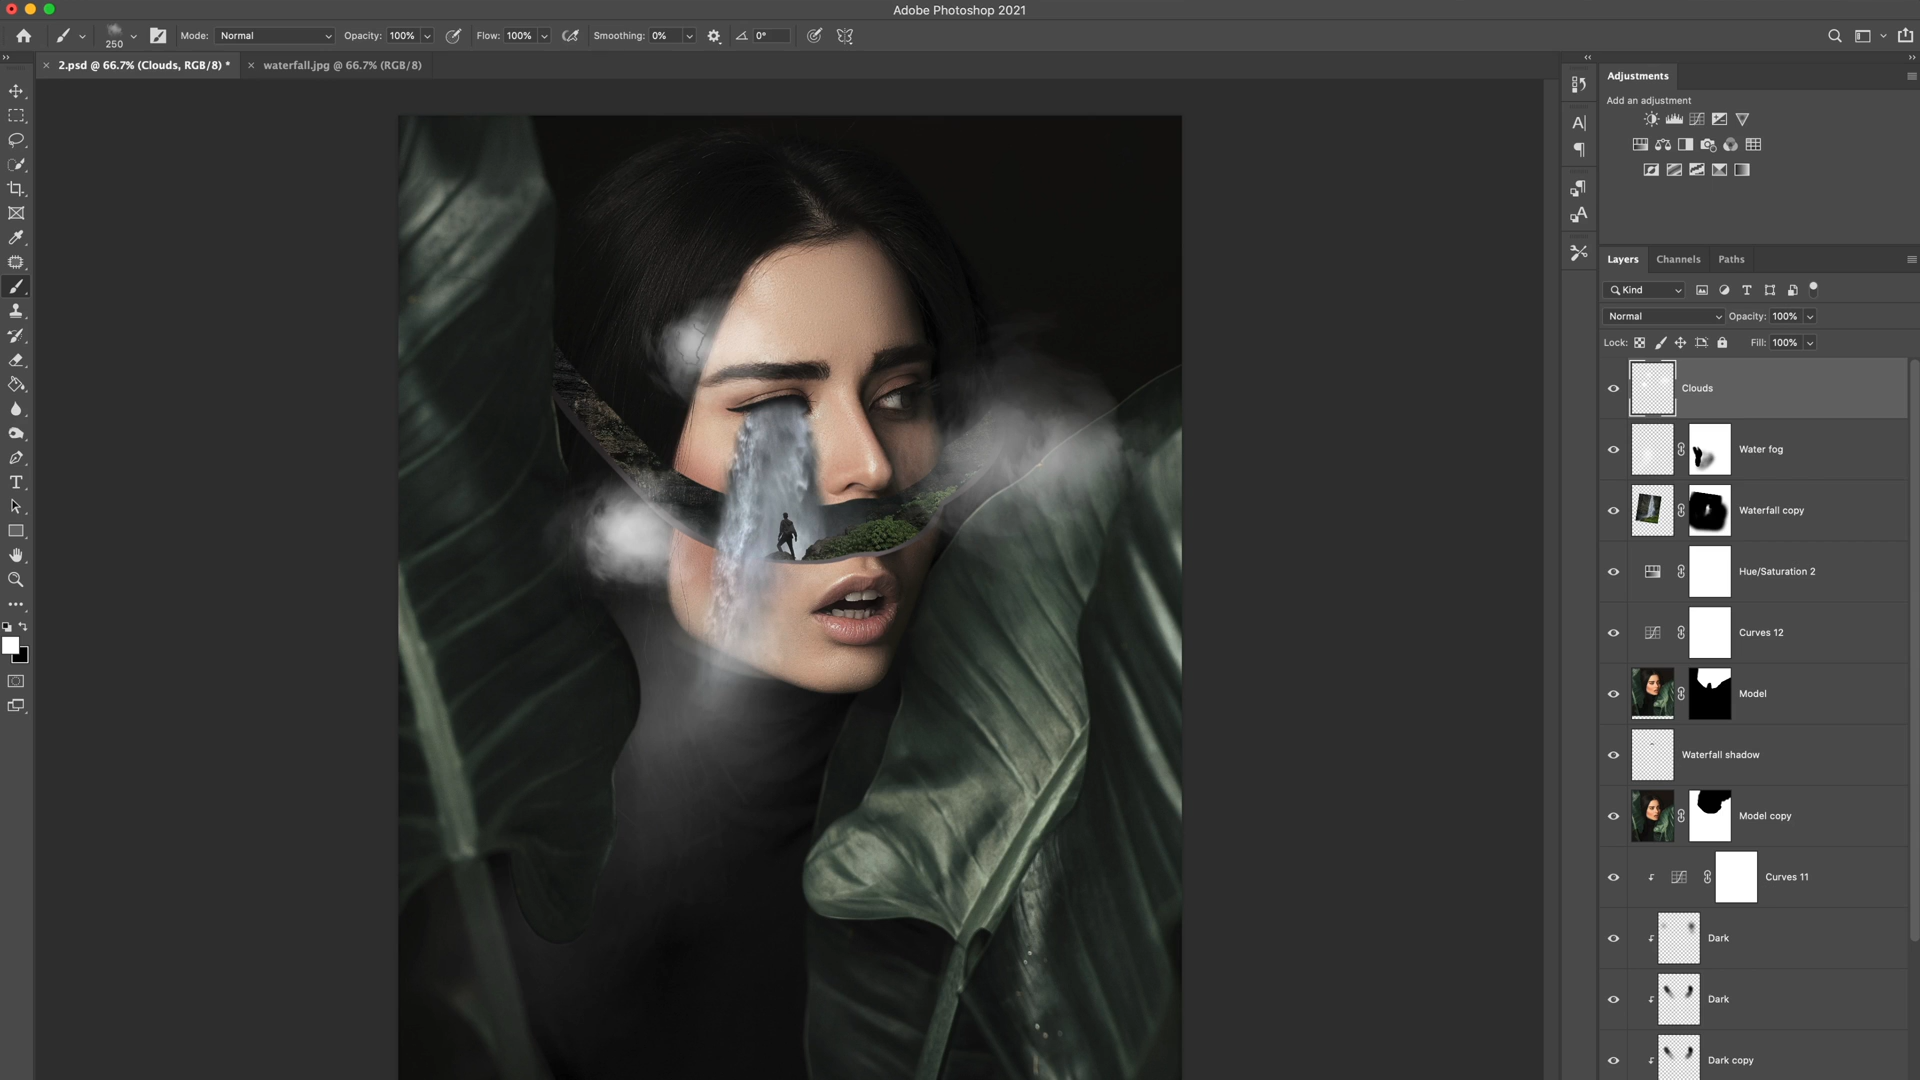 Adobe Photoshop 2021
250
Mode: Normal
Opacity: 100%
Flow: 100%
Smoothing: 0%
0°
2.psd @ 66.7% (Clouds, RGB/8) *
waterfall.jpg @ 66.7% (RGB/8)
Adjustments
Add an adjustment
Layers Channels Paths
Kind
Normal
Opacity: 100%
Lock:
Fill: 100%
Clouds
Water fog
Waterfall copy
Hue/Saturation 2
Curves 12
Model
Waterfall shadow
Model copy
Curves 11
Dark
Dark
Dark copy